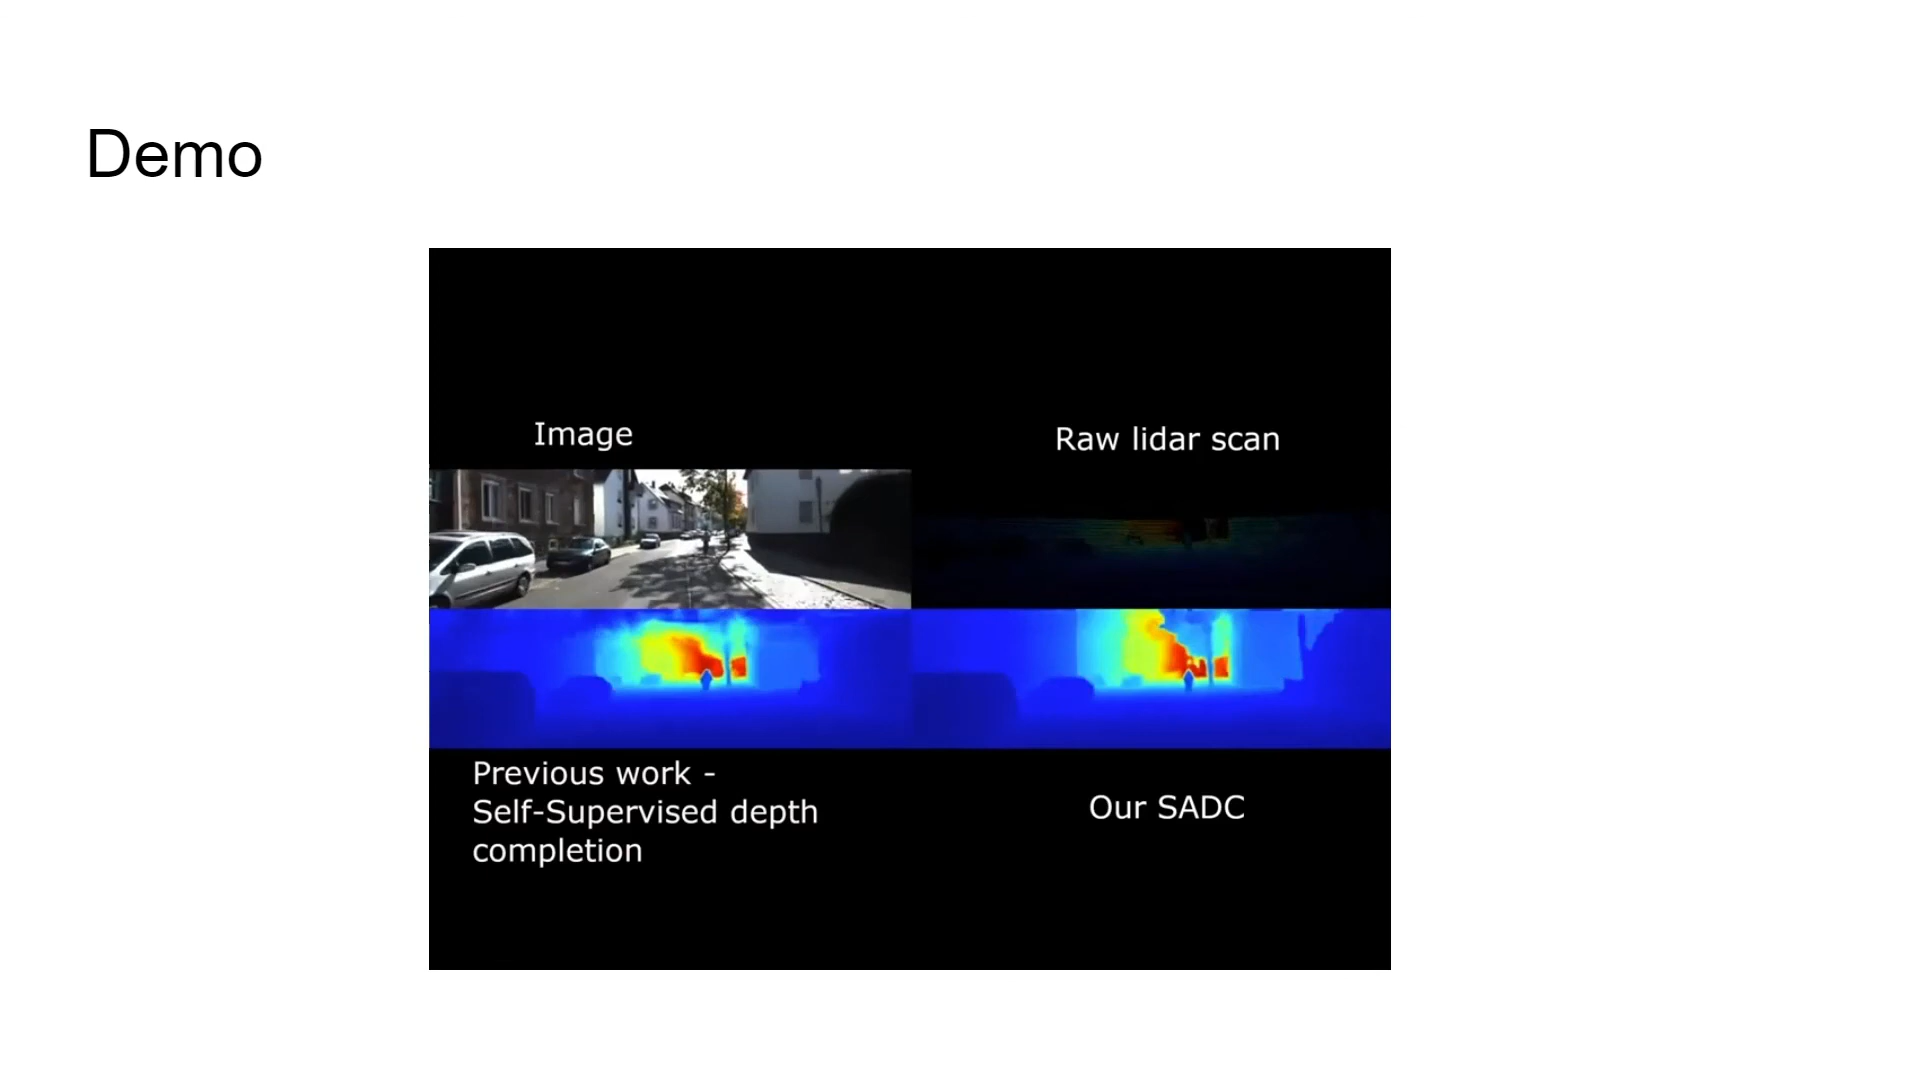 Demo
Image
Raw lidar scan
Previous work -
Self-Supervised depth
completion
Our SADC